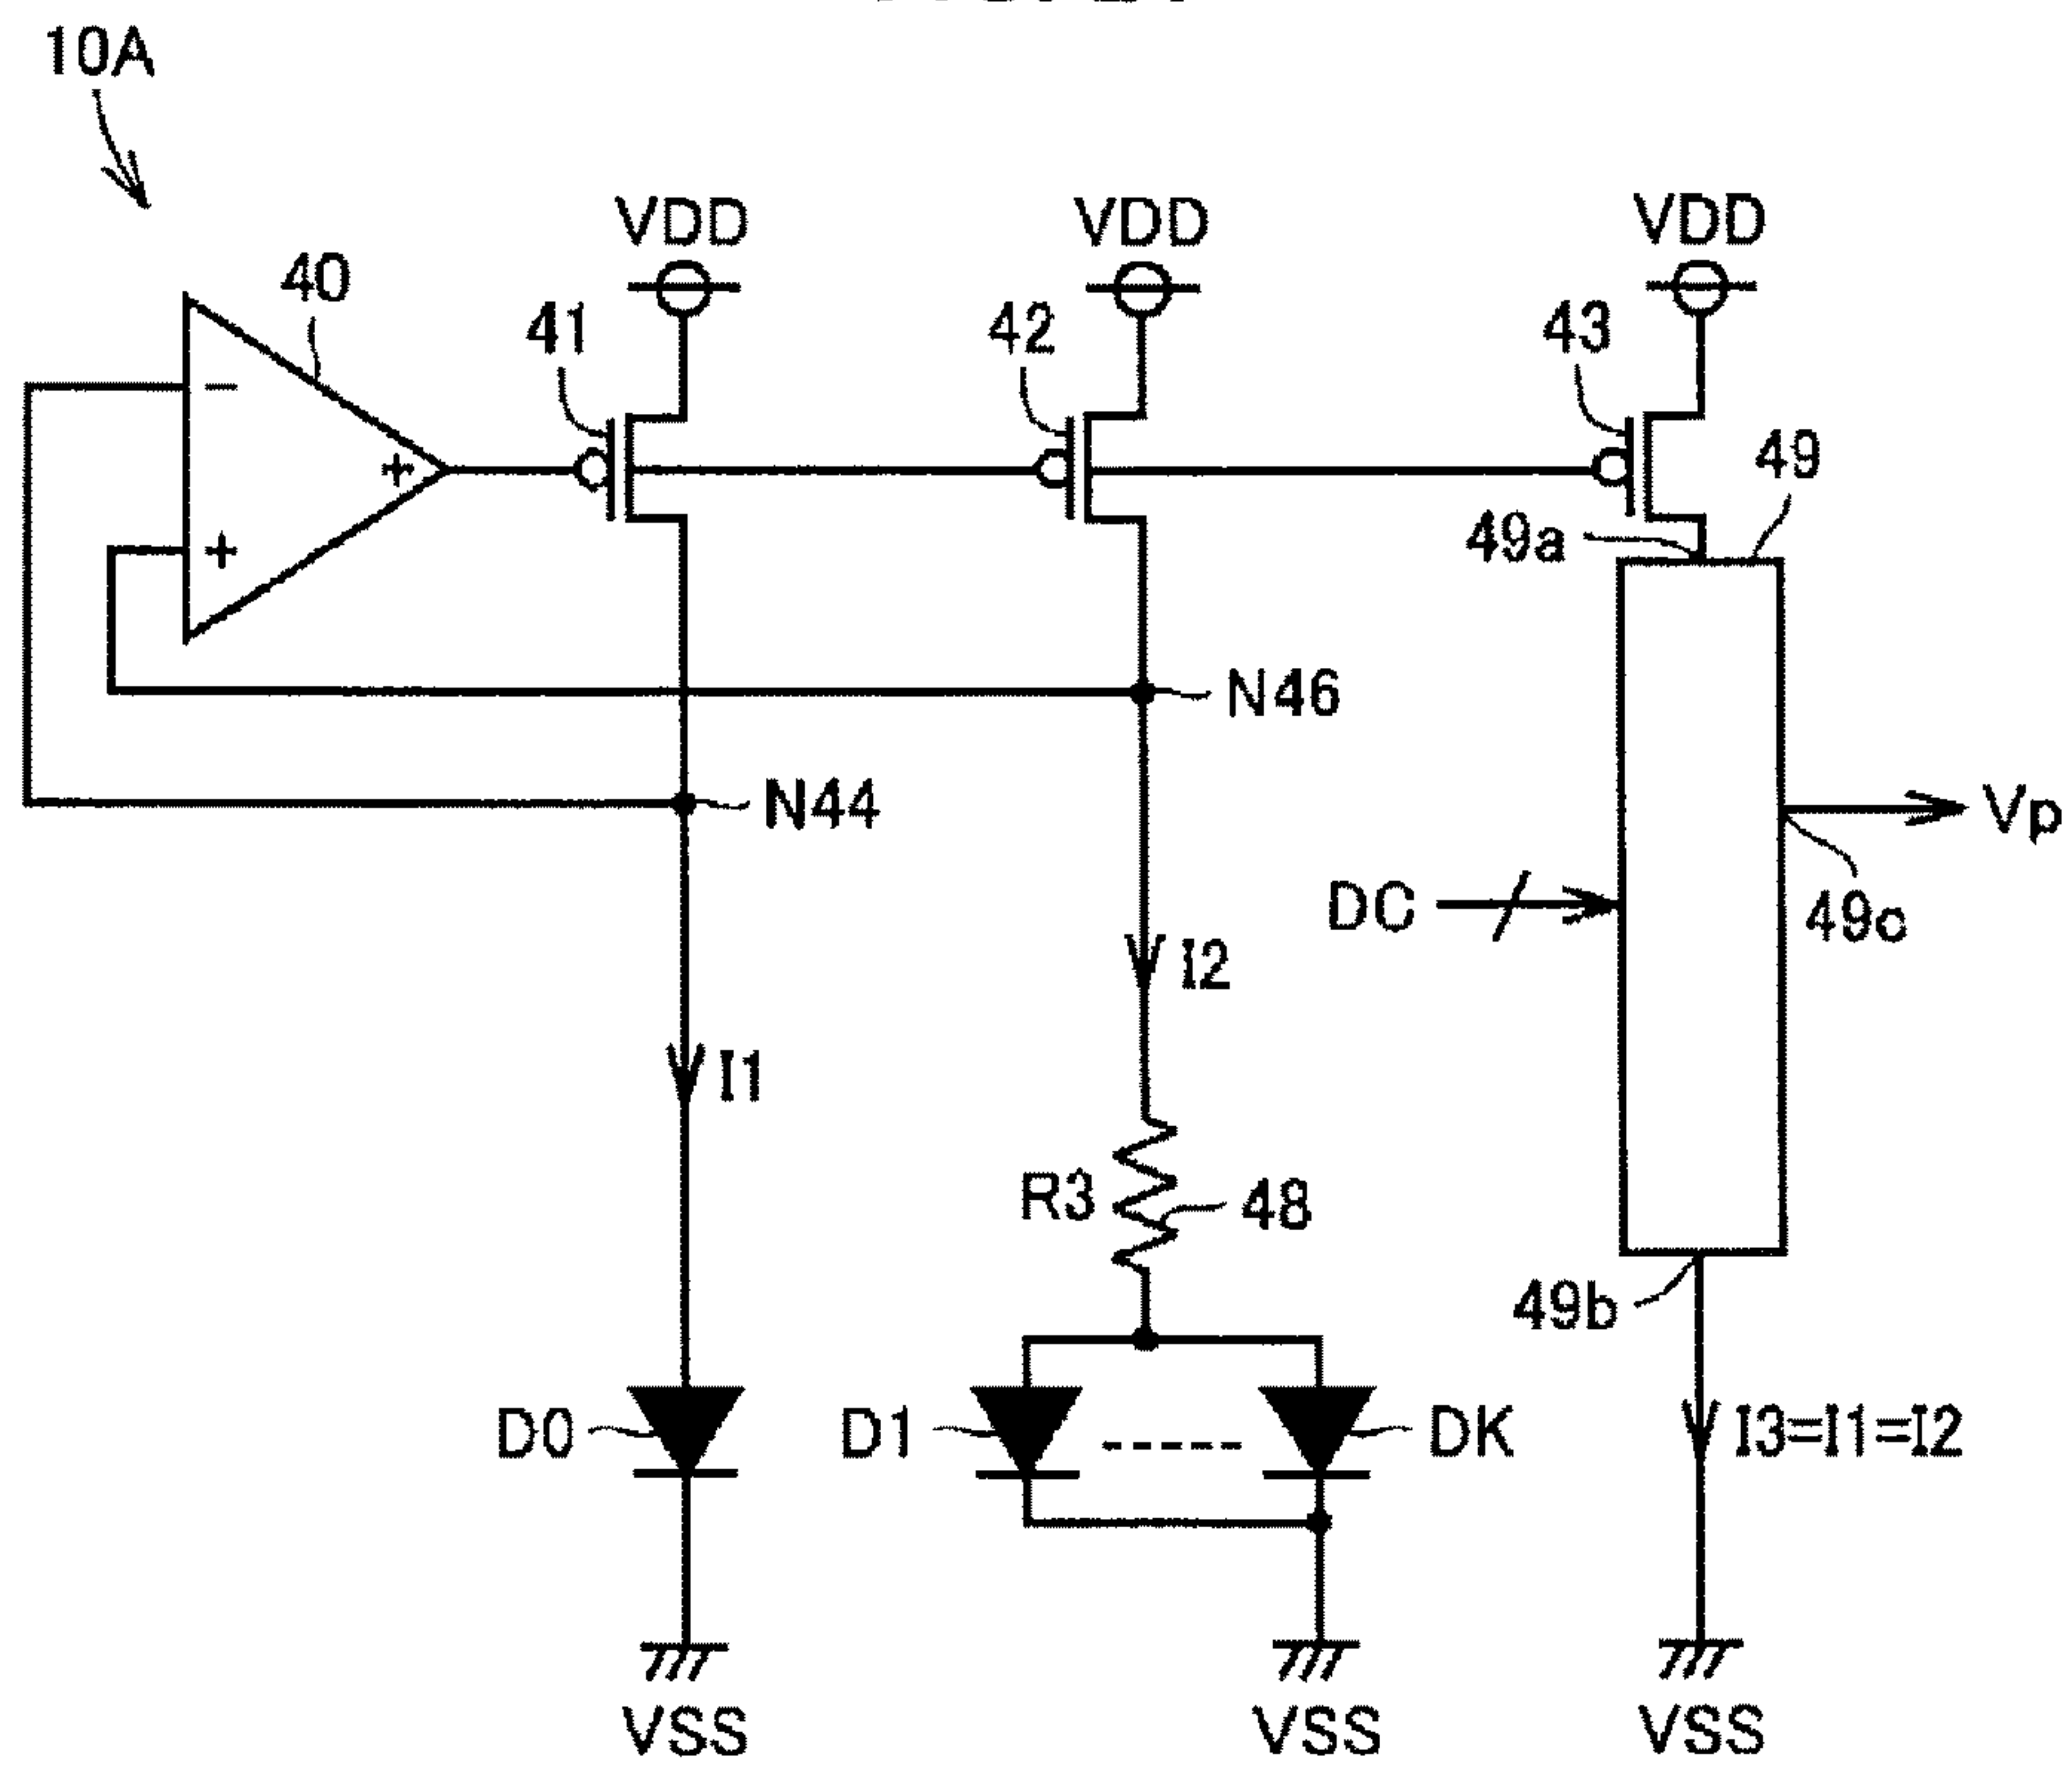 10A
VDD VDD VDD
40
41 42 43
−
49
+
49a
+
N46
N44
Vp
DC
49c
I2
I1
R3
48
49b
D0 D1 DK I3=I1=I2
VSS VSS VSS